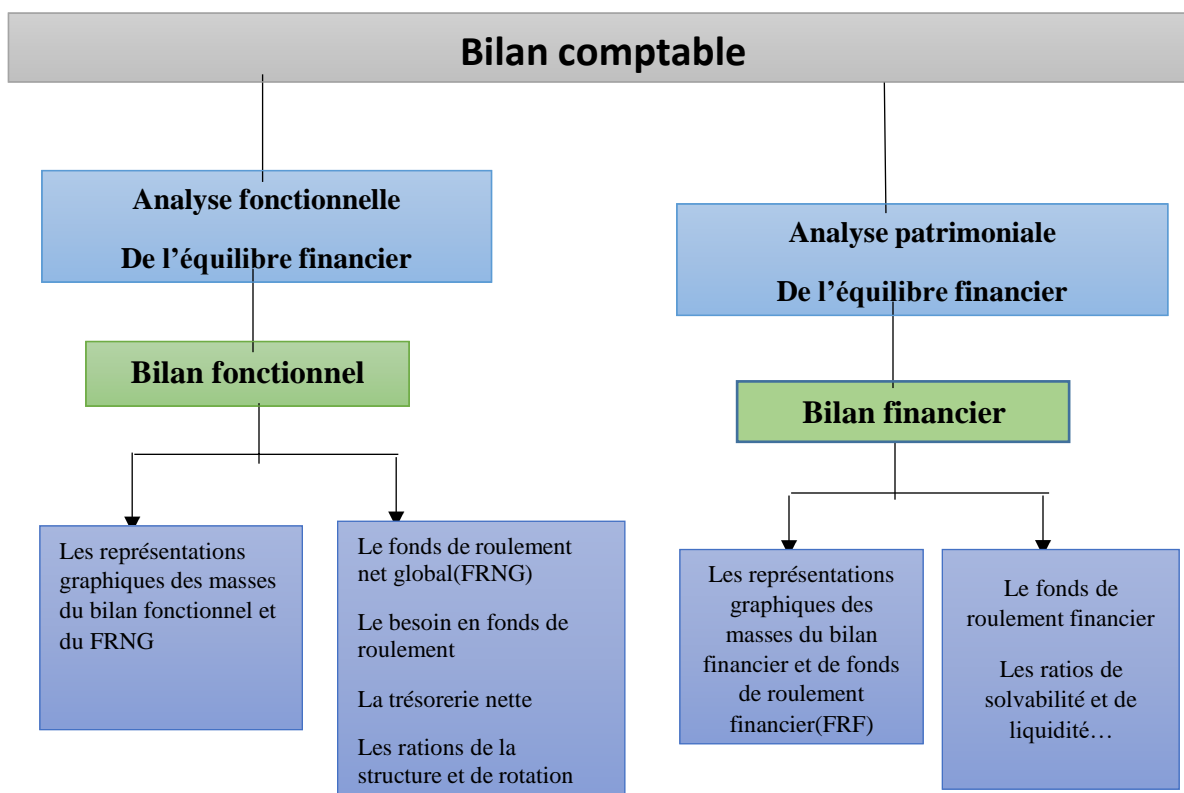 Bilan comptable
Analyse fonctionnelle
De l’équilibre financier
Analyse patrimoniale
De l’équilibre financier
Bilan fonctionnel
Bilan financier
Les représentations
graphiques des masses
du bilan fonctionnel et
du FRNG
Le fonds de roulement
net global(FRNG)
Le besoin en fonds de
roulement
La trésorerie nette
Les rations de la
structure et de rotation
Les représentations
graphiques des
masses du bilan
financier et de fonds
de roulement
financier(FRF)
Le fonds de
roulement financier
Les ratios de
solvabilité et de
liquidité…